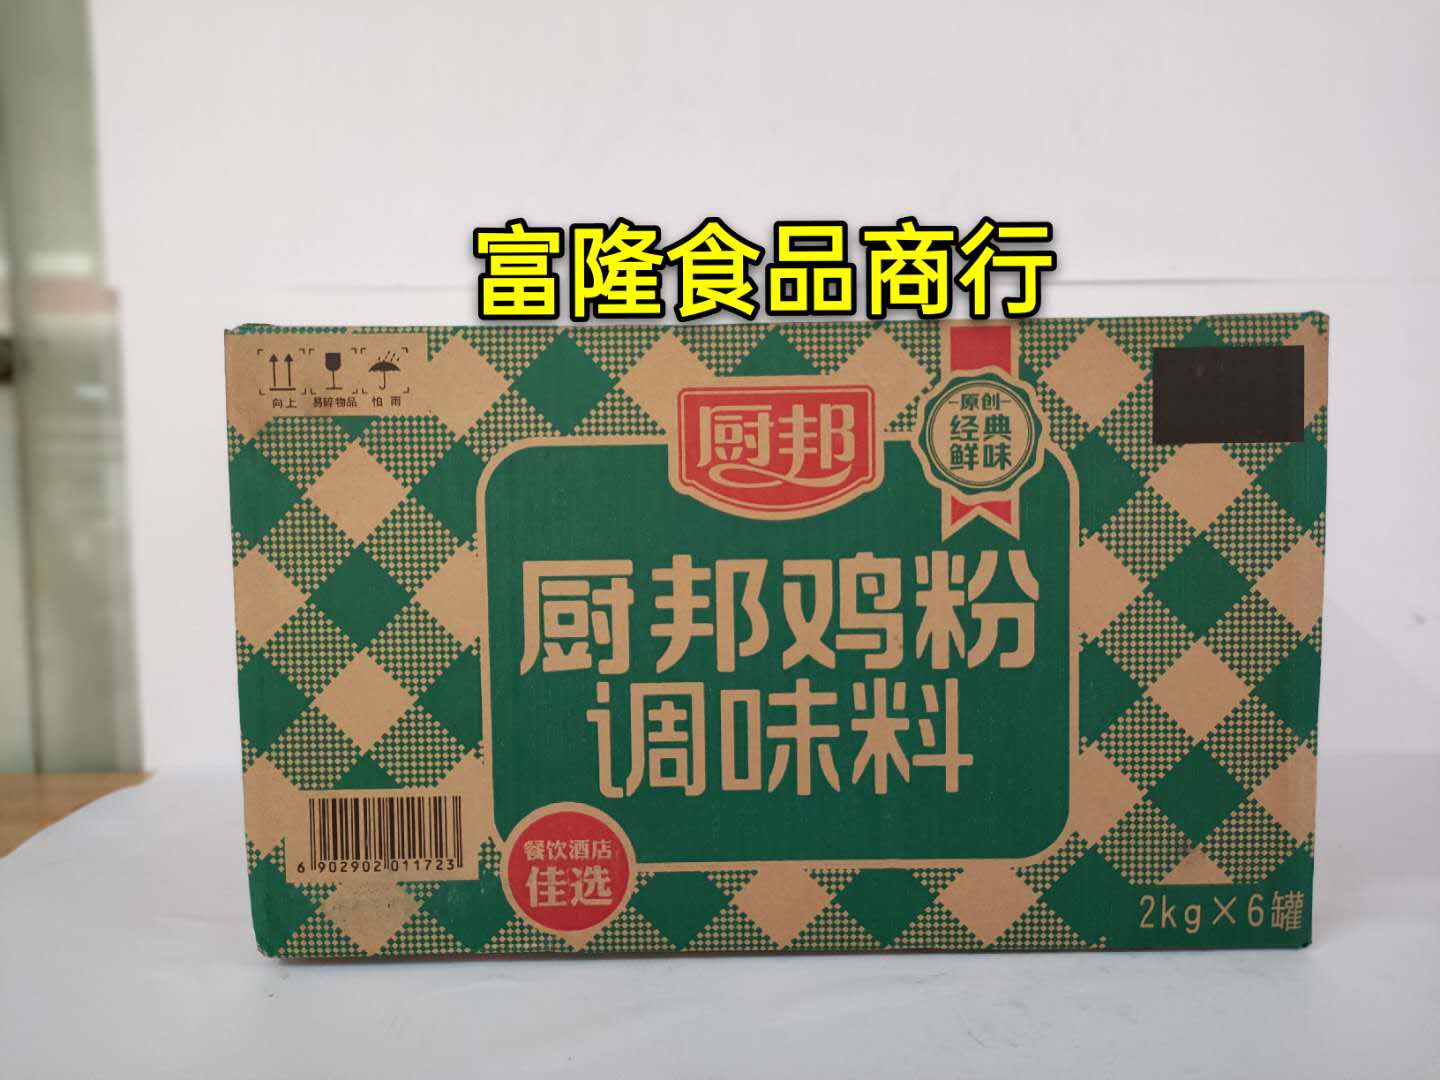 富隆食品商行
向上 易碎物品 怕雨
厨邦
原创
经典
鲜味
厨邦鸡粉
调味料
6 902902 011723
餐饮酒店
佳选
2kg×6罐